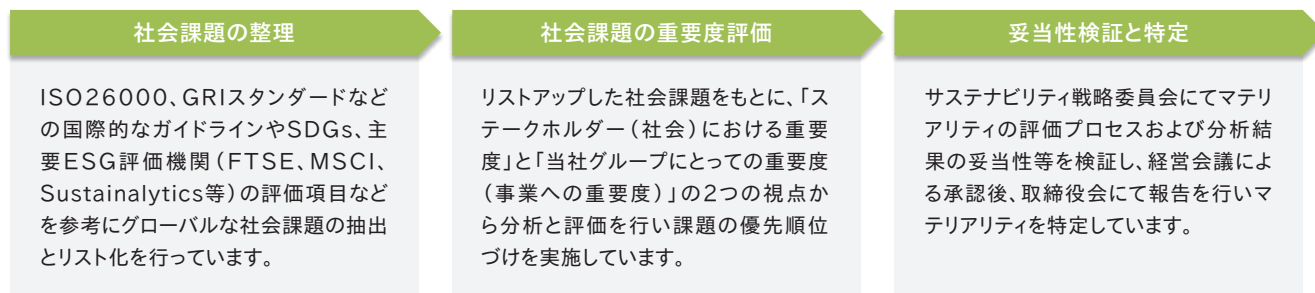 社会課題の整理
ISO26000、GRIスタンダードなど
の国際的なガイドラインやSDGs、主
要ESG評価機関（FTSE、MSCI、
Sustainalytics等）の評価項目など
を参考にグローバルな社会課題の抽出
とリスト化を行っています。
社会課題の重要度評価
リストアップした社会課題をもとに、「ス
テークホルダー（社会）における重要
度」と「当社グループにとっての重要度
（事業への重要度）」の2つの視点か
ら分析と評価を行い課題の優先順位
づけを実施しています。
妥当性検証と特定
サステナビリティ戦略委員会にてマテリ
アリティの評価プロセスおよび分析結
果の妥当性等を検証し、経営会議によ
る承認後、取締役会にて報告を行いマ
テリアリティを特定しています。